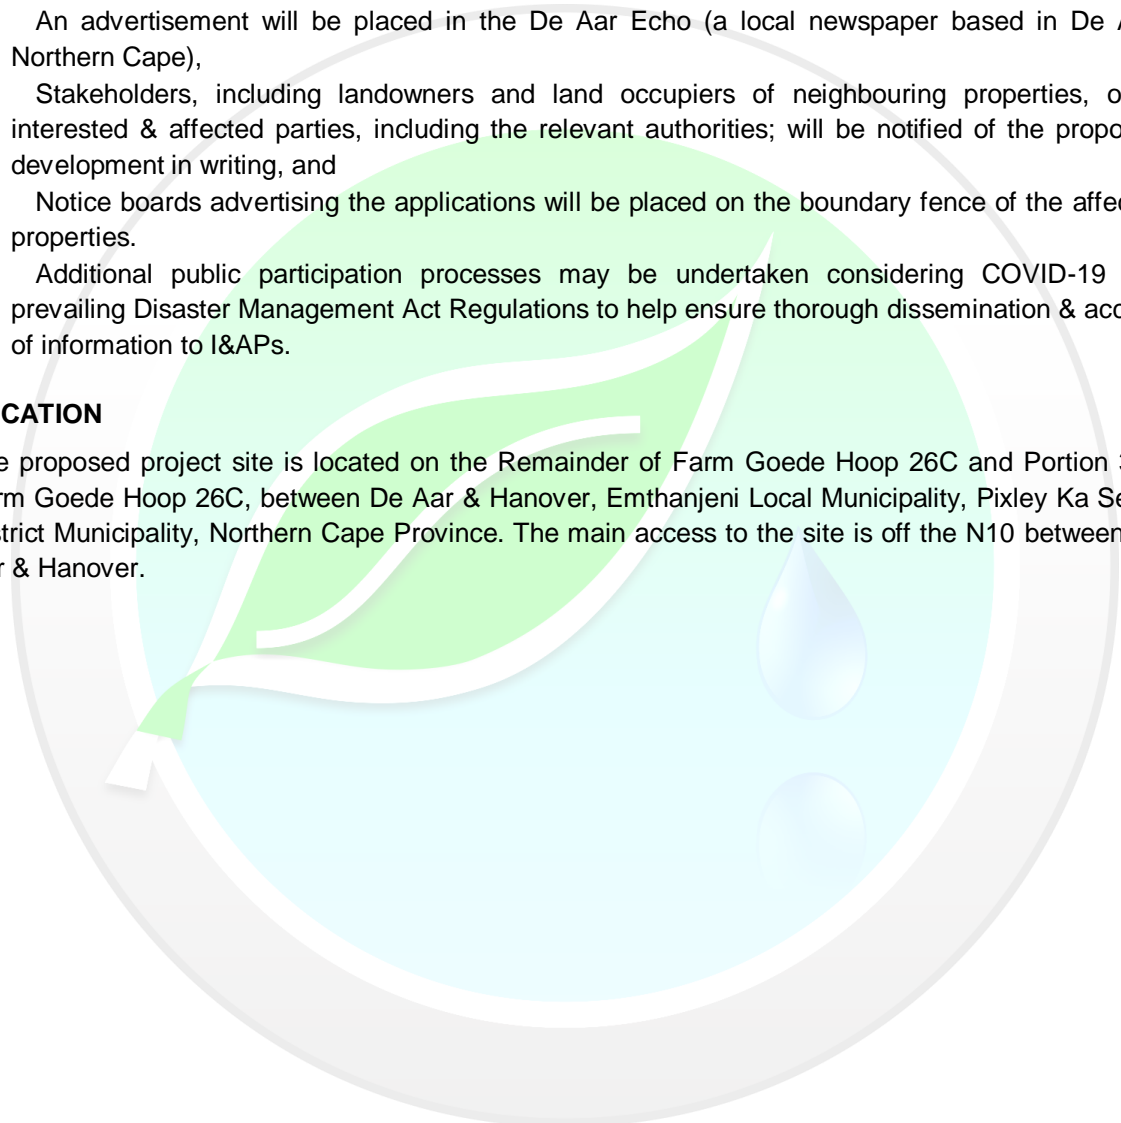 An advertisement will be placed in the De Aar Echo (a local newspaper based in De A
Northern Cape),
Stakeholders, including landowners and land occupiers of neighbouring properties, o
interested & affected parties, including the relevant authorities; will be notified of the propo
development in writing, and
Notice boards advertising the applications will be placed on the boundary fence of the affec
properties.
Additional public participation processes may be undertaken considering COVID-19
prevailing Disaster Management Act Regulations to help ensure thorough dissemination & acc
of information to I&APs.
CATION
e proposed project site is located on the Remainder of Farm Goede Hoop 26C and Portion 3
rm Goede Hoop 26C, between De Aar & Hanover, Emthanjeni Local Municipality, Pixley Ka Se
strict Municipality, Northern Cape Province. The main access to the site is off the N10 between
r & Hanover.